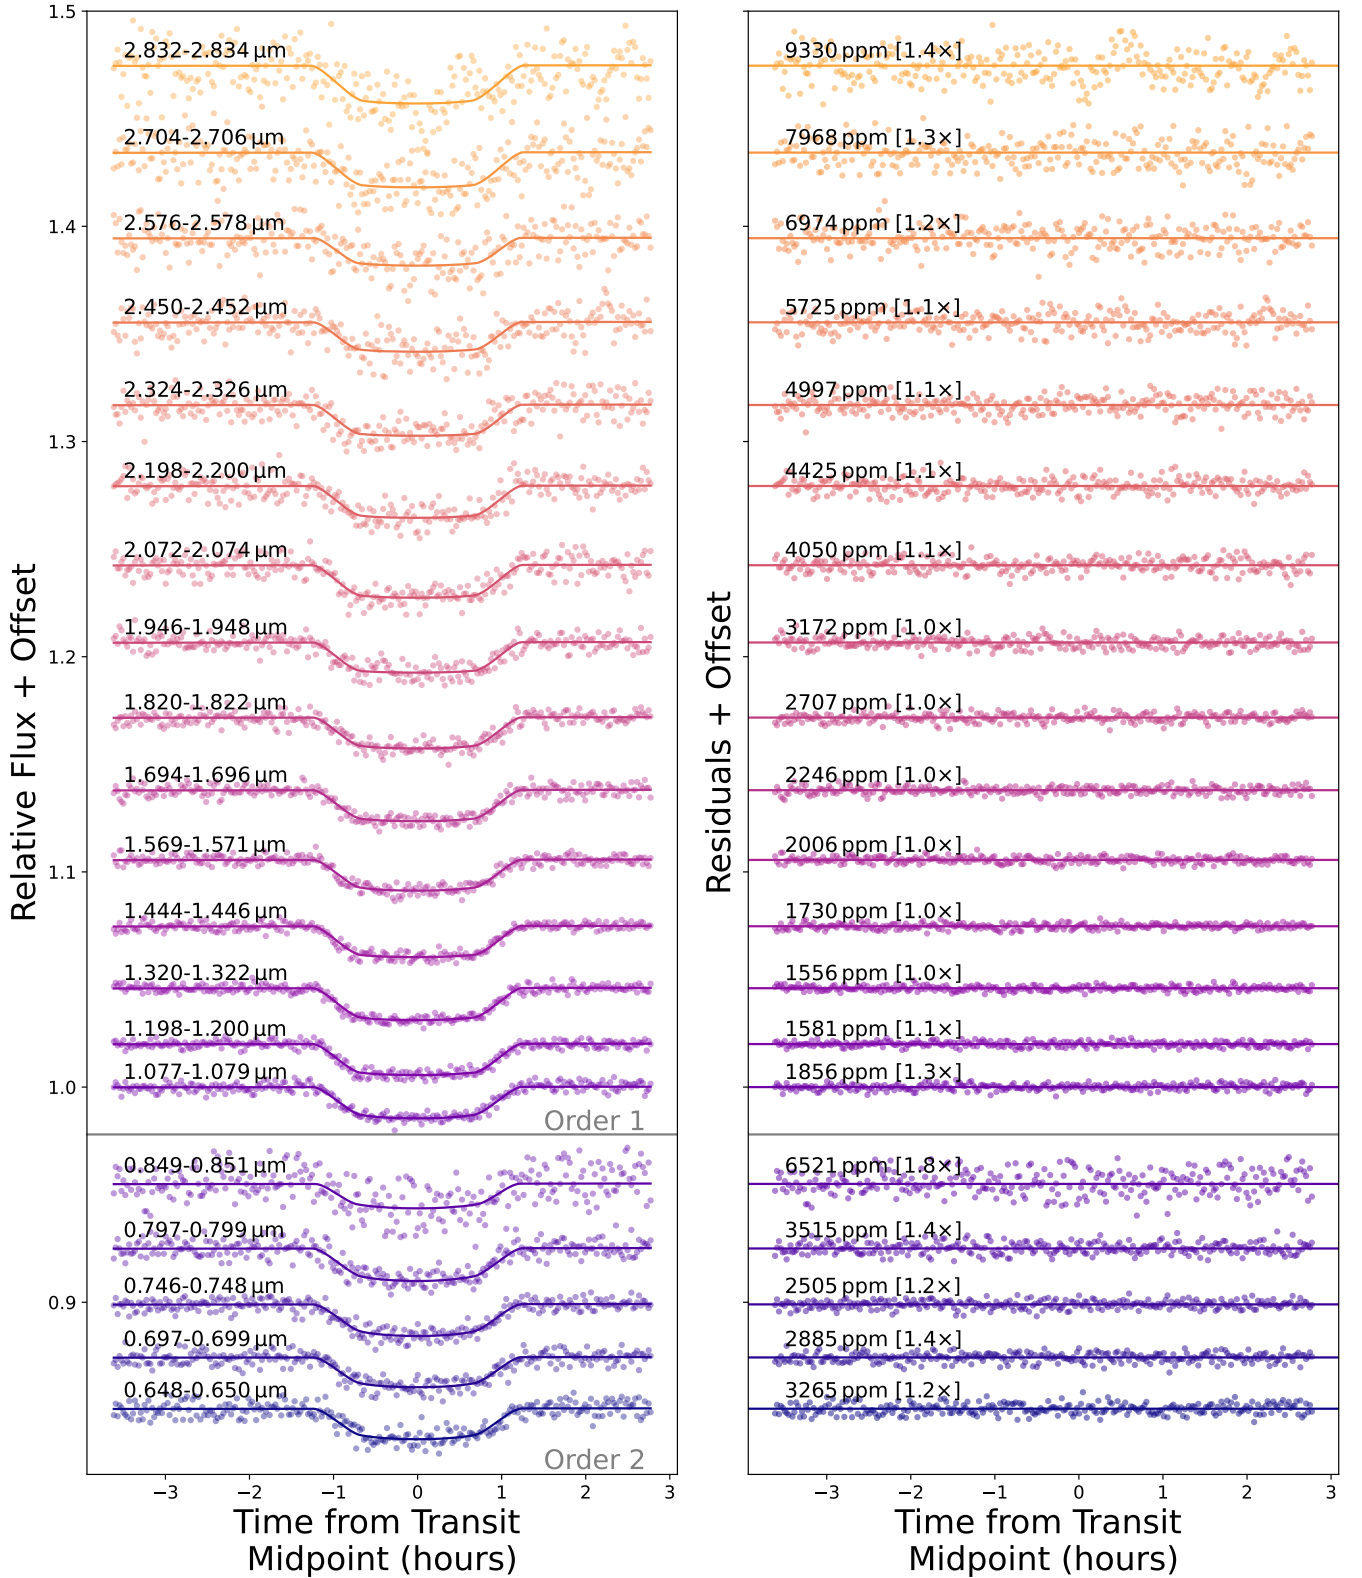 Relative Flux + Offset
1.5
1.4
1.3
1.2
1.1
1.0
0.9
2.832-2.834 μm
2.704-2.706 μm
2.576-2.578 μm
2.450-2.452 μm
2.324-2.326 μm
2.198-2.200 μm
2.072-2.074 μm
1.946-1.948 μm
1.820-1.822 μm
1.694-1.696 μm
1.569-1.571 μm
1.444-1.446 μm
1.320-1.322 μm
1.198-1.200 μm
1.077-1.079 μm
Order 1
0.849-0.851 μm
0.797-0.799 μm
0.746-0.748 μm
0.697-0.699 μm
0.648-0.650 μm
Order 2
−3 −2 −1 0 1 2 3
Time from Transit
Midpoint (hours)
Residuals + Offset
9330 ppm [1.4×]
7968 ppm [1.3×]
6974 ppm [1.2×]
5725 ppm [1.1×]
4997 ppm [1.1×]
4425 ppm [1.1×]
4050 ppm [1.1×]
3172 ppm [1.0×]
2707 ppm [1.0×]
2246 ppm [1.0×]
2006 ppm [1.0×]
1730 ppm [1.0×]
1556 ppm [1.0×]
1581 ppm [1.1×]
1856 ppm [1.3×]
6521 ppm [1.8×]
3515 ppm [1.4×]
2505 ppm [1.2×]
2885 ppm [1.4×]
3265 ppm [1.2×]
−3 −2 −1 0 1 2 3
Time from Transit
Midpoint (hours)